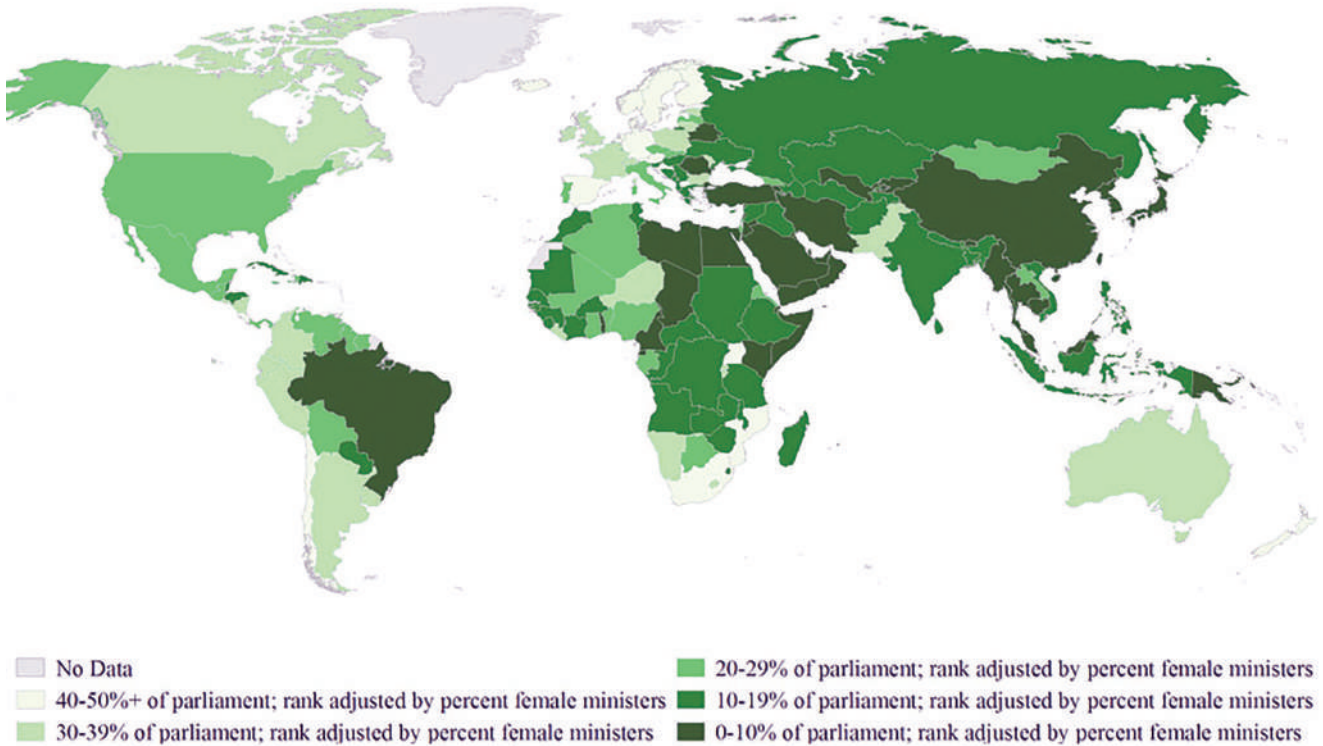 No Data
40-50%+ of parliament; rank adjusted by percent female ministers
30-39% of parliament; rank adjusted by percent female ministers
20-29% of parliament; rank adjusted by percent female ministers
10-19% of parliament; rank adjusted by percent female ministers
0-10% of parliament; rank adjusted by percent female ministers